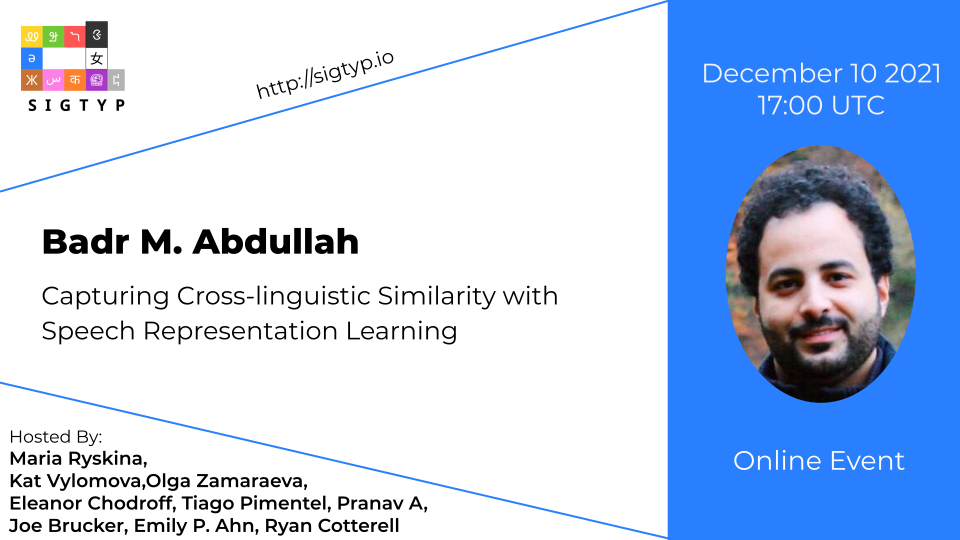 SIGTYP
http://sigtyp.io
December 10 2021
17:00 UTC
Badr M. Abdullah
Capturing Cross-linguistic Similarity with
Speech Representation Learning
Online Event
Hosted By:
Maria Ryskina,
Kat Vylomova,Olga Zamaraeva,
Eleanor Chodroff, Tiago Pimentel, Pranav A,
Joe Brucker, Emily P. Ahn, Ryan Cotterell